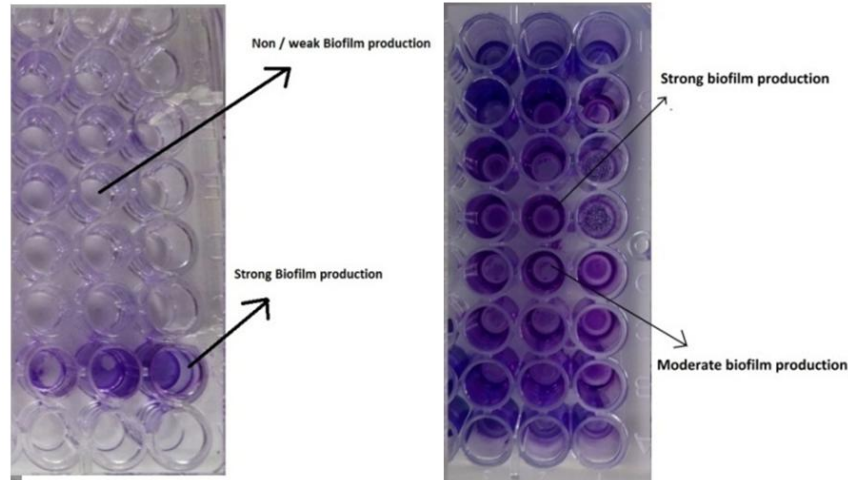 Non / weak Biofilm production
Strong Biofilm production
Strong biofilm production
Moderate biofilm production